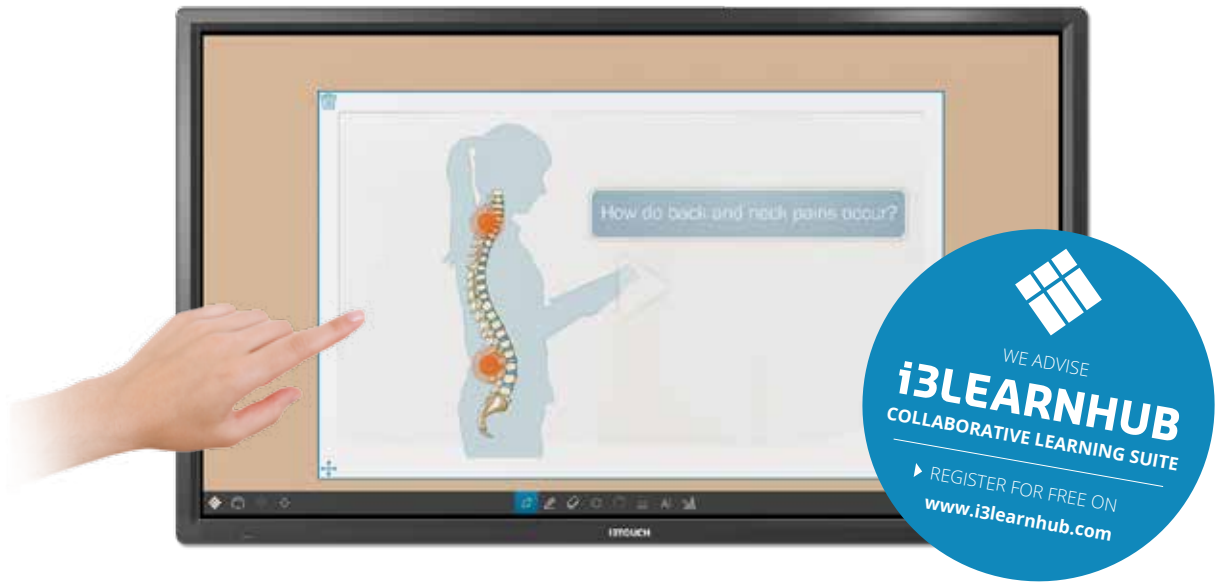 How do back and neck pains occur?
i3TOUCH
WE ADVISE
i3LEARNHUB
COLLABORATIVE LEARNING SUITE
REGISTER FOR FREE ON
www.i3learnhub.com